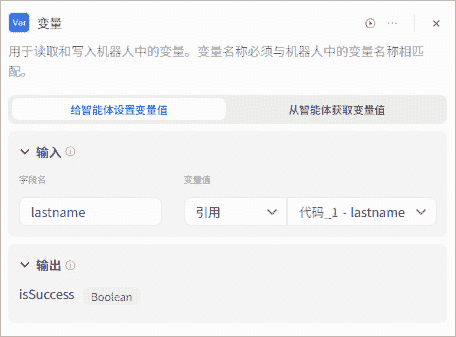 Var 变量
用于读取和写入机器人中的变量。变量名称必须与机器人中的变量名称相匹
配。
给智能体设置变量值 从智能体获取变量值
输入
字段名 变量值
lastname 引用 代码_1 - lastname
输出
isSuccess Boolean